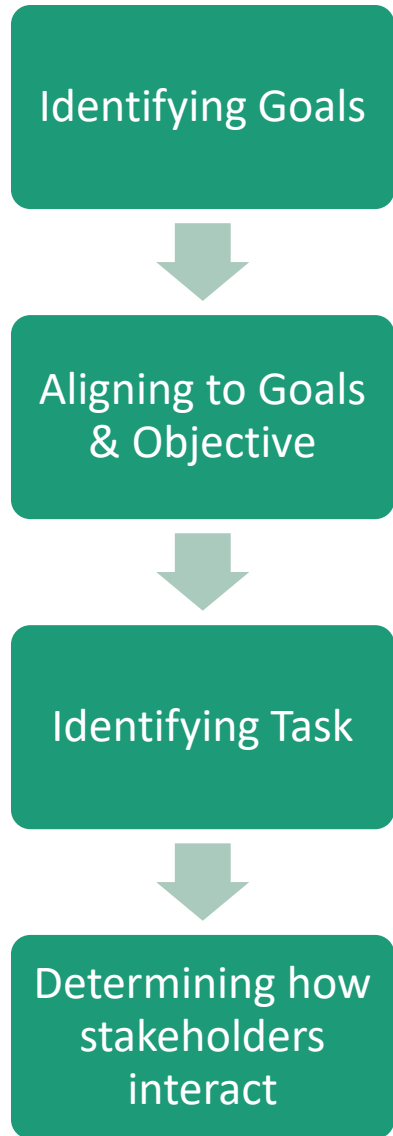 Identifying Goals
Aligning to Goals
& Objective
Identifying Task
Determining how
stakeholders
interact